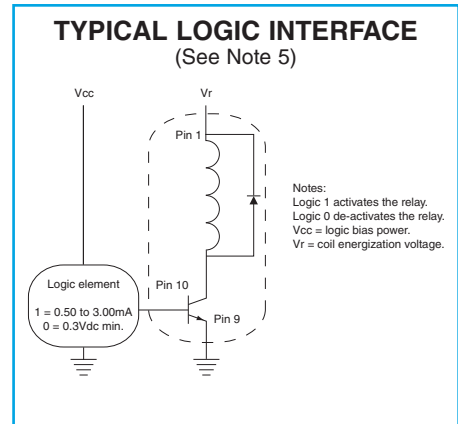 TYPICAL LOGIC INTERFACE
(See Note 5)
Vcc
Vr
Pin 1
Notes:
Logic 1 activates the relay.
Logic 0 de-activates the relay.
Vcc = logic bias power.
Vr = coil energization voltage.
Logic element
1 = 0.50 to 3.00mA
0 = 0.3Vdc min.
Pin 10
Pin 9